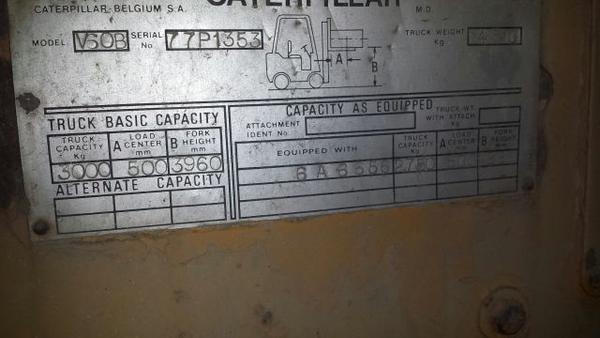 CATERPILLAR
CATERPILLAR BELGIUM S.A.
M.D.
MODEL V60B SERIAL No 77P1353
TRUCK WEIGHT kg
A
B
TRUCK BASIC CAPACITY
TRUCK CAPACITY Kg A LOAD CENTER mm B FORK HEIGHT mm
3000 500 3960
ALTERNATE CAPACITY
CAPACITY AS EQUIPPED
ATTACHMENT IDENT No
TRUCK WT. WITH ATTACH.
EQUIPPED WITH TRUCK CAPACITY Kg A LOAD CENTER mm B FORK HEIGHT mm